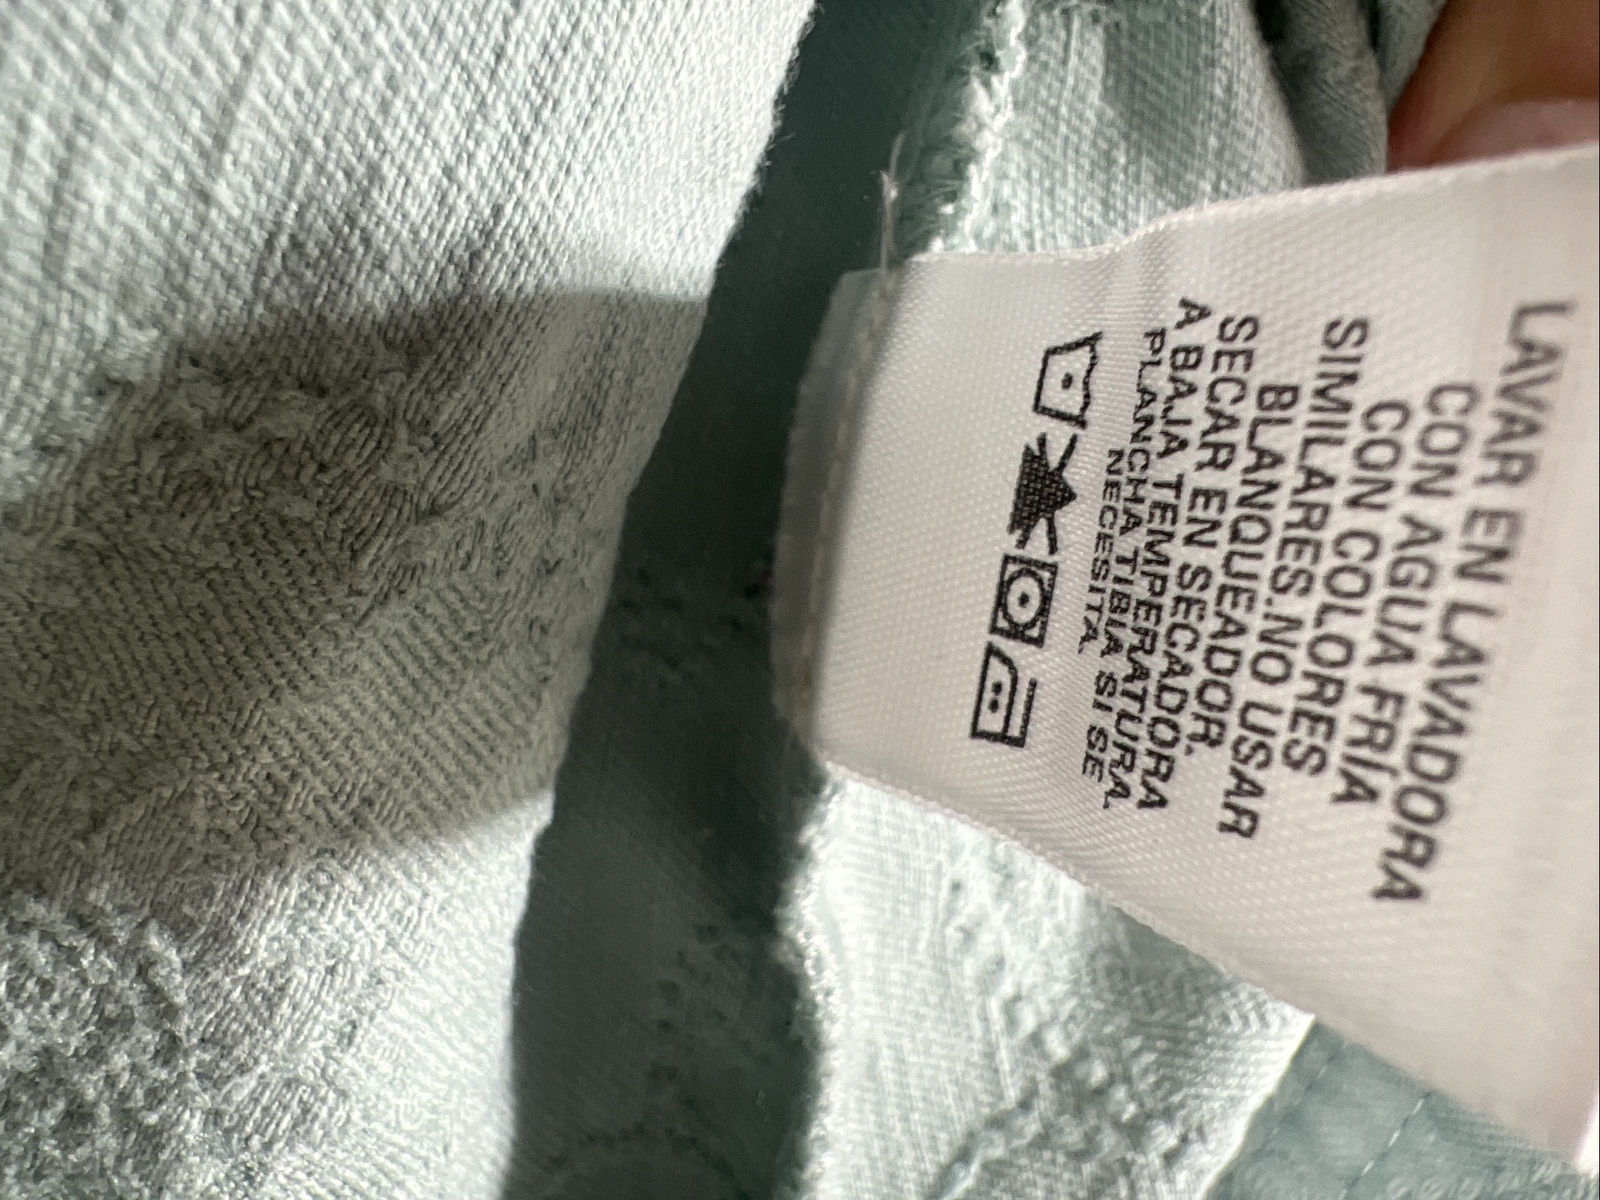 LAVAR EN LAVADORA
CON AGUA FRÍA
CON COLORES
SIMILARES.NO USAR
BLANQUEADOR.
SECAR EN SECADORA
A BAJA TEMPERATURA.
PLANCHA TIBIA SI SE
NECESITA.